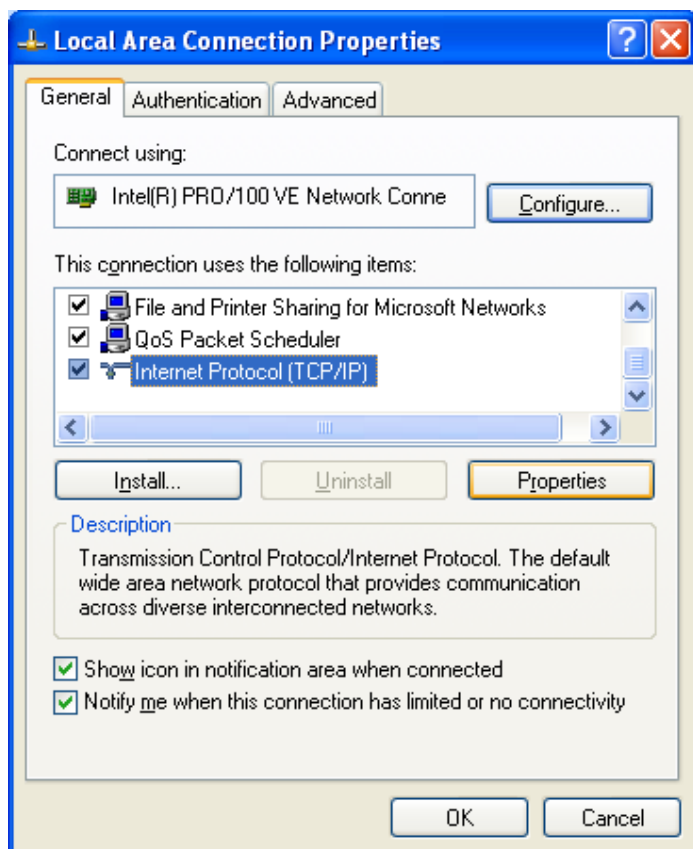 Local Area Connection Properties
General Authentication Advanced
Connect using:
Intel(R) PRO/100 VE Network Conne
Configure...
This connection uses the following items:
File and Printer Sharing for Microsoft Networks
QoS Packet Scheduler
Internet Protocol (TCP/IP)
Install... Uninstall Properties
Description
Transmission Control Protocol/Internet Protocol. The default
wide area network protocol that provides communication
across diverse interconnected networks.
Show icon in notification area when connected
Notify me when this connection has limited or no connectivity
OK Cancel